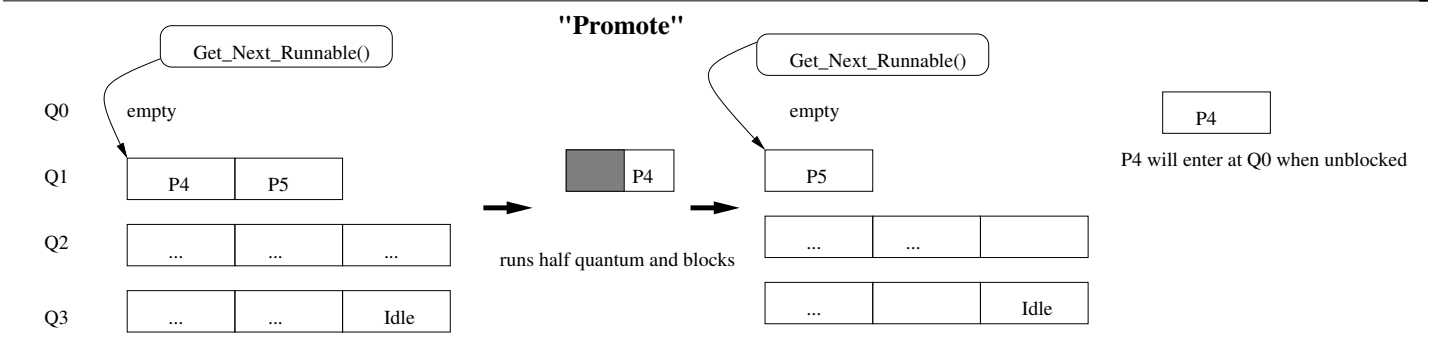 "Promote"
Get_Next_Runnable()
Get_Next_Runnable()
Q0 empty
empty
P4
P4 will enter at Q0 when unblocked
Q1 P4 P5
P4
P5
Q2 ... ... ...
runs half quantum and blocks
... ...
Q3 ... ... Idle
... Idle